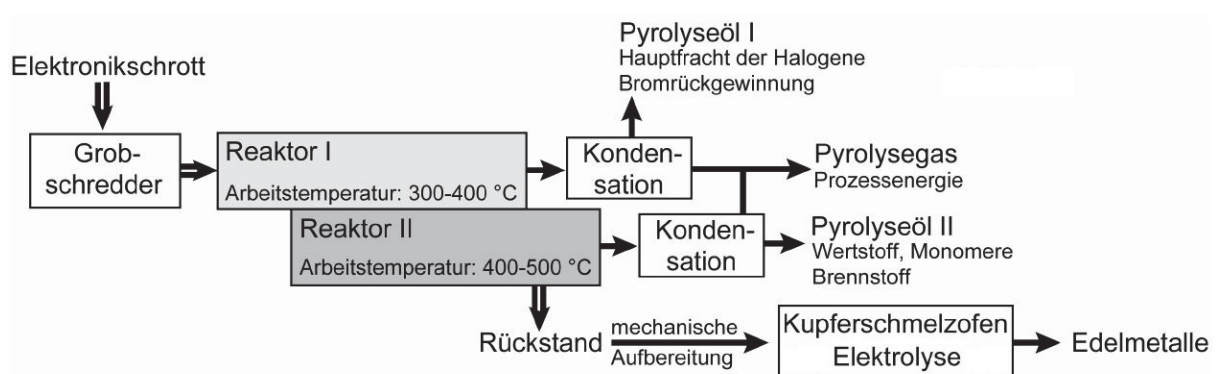 Pyrolyseöl I
Hauptfracht der Halogene
Bromrückgewinnung
Elektronikschrott
Grob-
schredder
Reaktor I
Arbeitstemperatur: 300-400 °C
Konden-
sation
Pyrolysegas
Prozessenergie
Reaktor II
Arbeitstemperatur: 400-500 °C
Konden-
sation
Pyrolyseöl II
Wertstoff, Monomere
Brennstoff
Rückstand
mechanische
Aufbereitung
Kupferschmelzofen
Elektrolyse
Edelmetalle